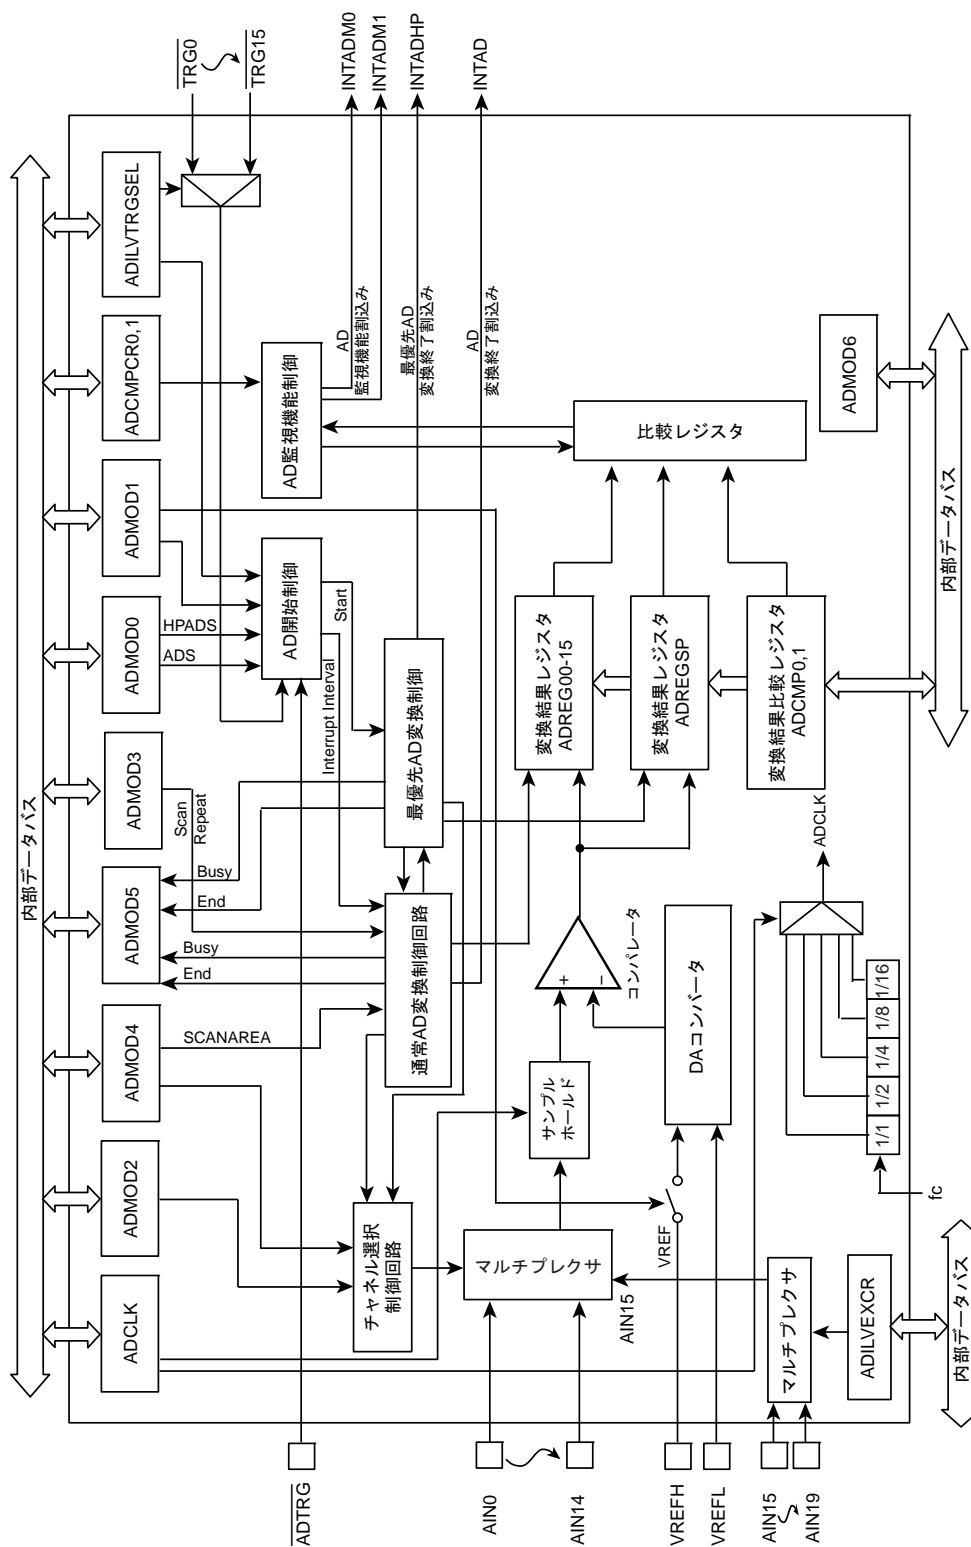 内部データバス
ADCLK
ADMOD2
ADMOD4
ADMOD5
ADMOD3
ADMOD0
ADMOD1
ADCMPCR0,1
ADILVTRGSEL
TRG0
TRG15
SCANAREA
End
Busy
End
Busy
Scan
Repeat
ADS
HPADS
ADTRG
AD開始制御
Interrupt Interval
Start
AD監視機能制御
AD
監視機能割込み
INTADM0
INTADM1
最優先AD
変換終了割込み
INTADHP
AD
変換終了割込み
INTAD
チャネル選択
制御回路
通常AD変換制御回路
最優先AD変換制御
AIN0
AIN14
マルチプレクサ
AIN15
サンプル
ホールド
+
−
コンパレータ
変換結果レジスタ
ADREG00-15
変換結果レジスタ
ADREGSP
変換結果比較レジスタ
ADCMP0,1
比較レジスタ
VREFH
VREFL
VREF
DAコンバータ
AIN15
AIN19
マルチプレクサ
ADILVEXCR
fc
1/1
1/2
1/4
1/8
1/16
ADCLK
ADMOD6
内部データバス
内部データバス